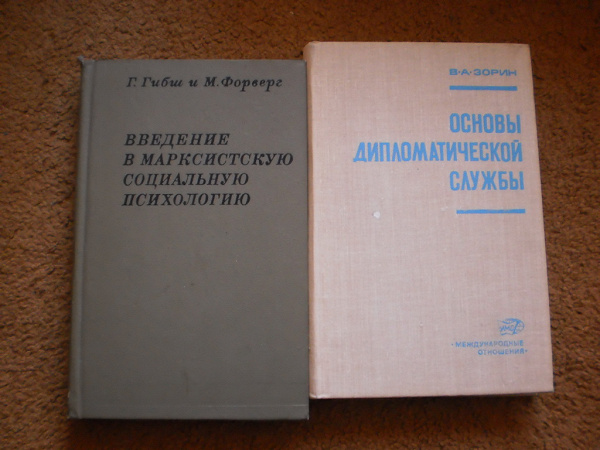 Г. Гибш и М. Форверг
ВВЕДЕНИЕ
В МАРКСИСТСКУЮ
СОЦИАЛЬНУЮ
ПСИХОЛОГИЮ
В·А·ЗОРИН
ОСНОВЫ
ДИПЛОМАТИЧЕСКОЙ
СЛУЖБЫ
«МЕЖДУНАРОДНЫЕ
ОТНОШЕНИЯ»